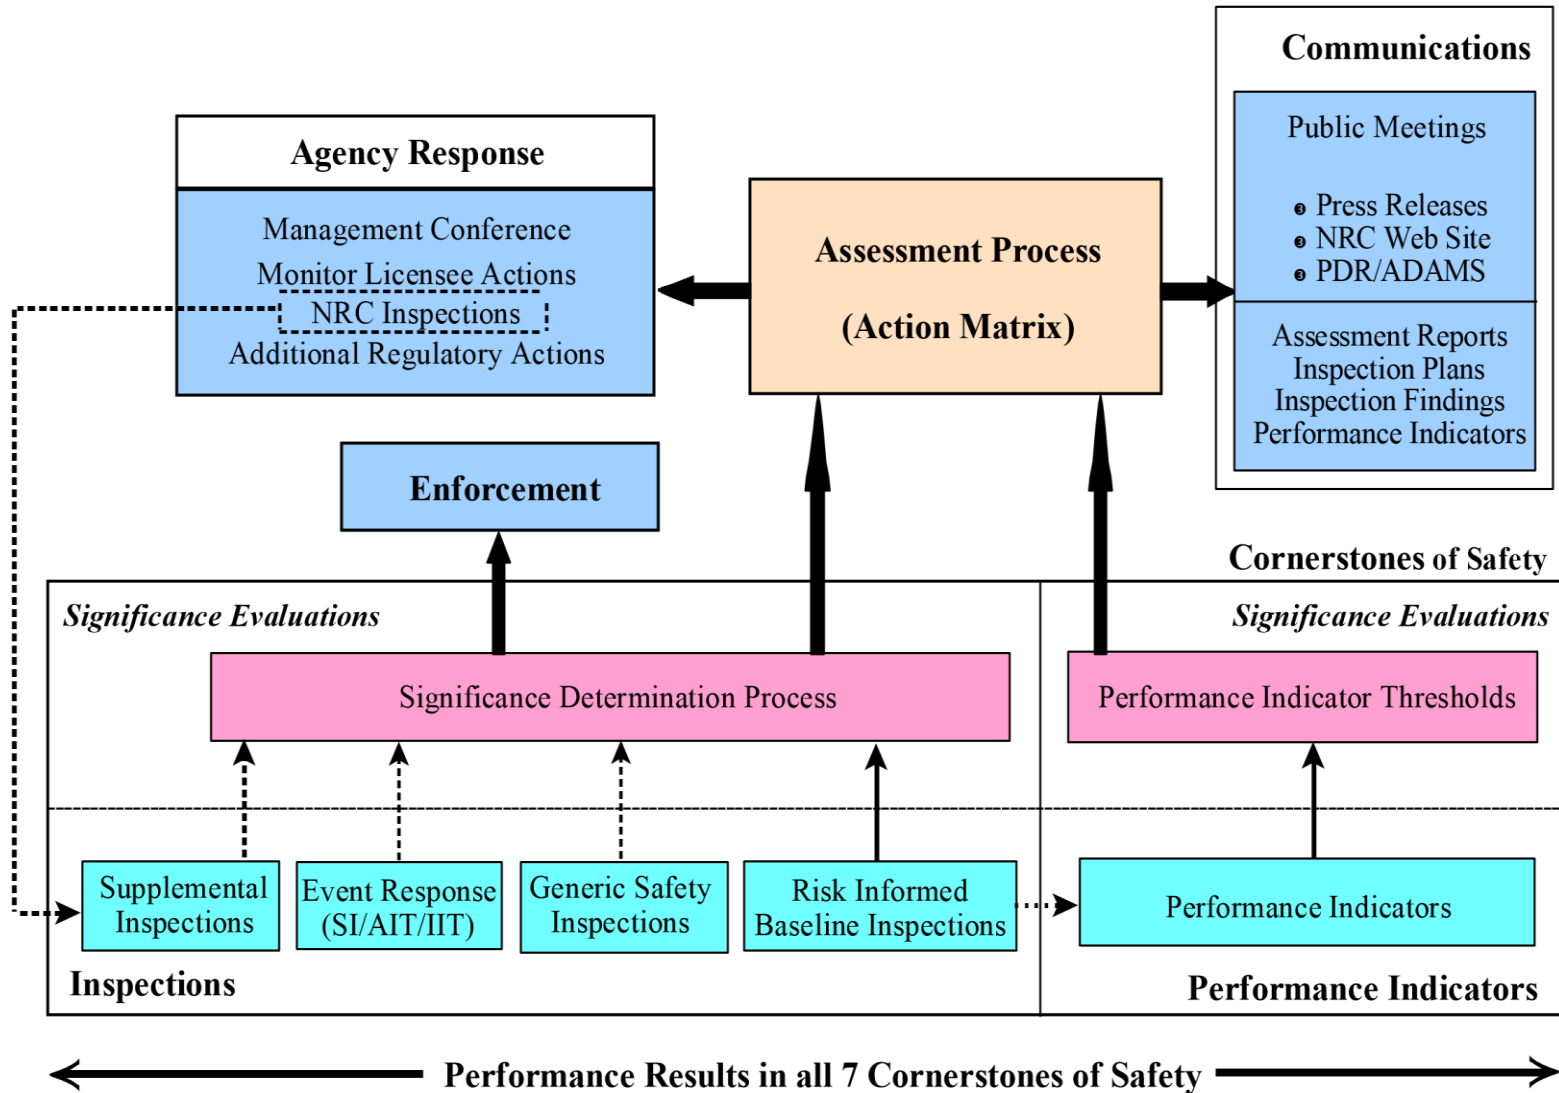 Communications
Public Meetings
Press Releases
NRC Web Site
PDR/ADAMS
Assessment Reports
Inspection Plans
Inspection Findings
Performance Indicators
Agency Response
Management Conference
Monitor Licensee Actions
NRC Inspections
Additional Regulatory Actions
Assessment Process
(Action Matrix)
Enforcement
Cornerstones of Safety
Significance Evaluations
Significance Evaluations
Significance Determination Process
Performance Indicator Thresholds
Supplemental
Inspections
Event Response
(SI/AIT/IIT)
Generic Safety
Inspections
Risk Informed
Baseline Inspections
Performance Indicators
Inspections
Performance Indicators
Performance Results in all 7 Cornerstones of Safety